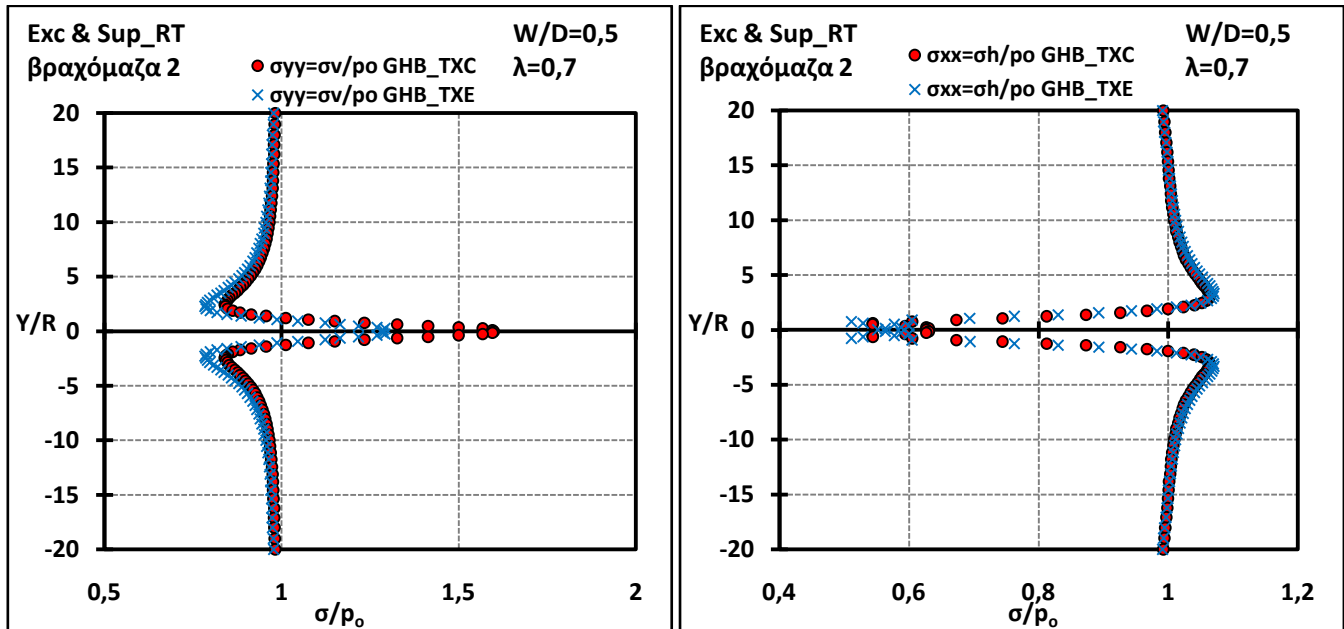 Exc & Sup_RT
βραχόμαζα 2
W/D=0,5
λ=0,7
σyy=σv/po GHB_TXC
σyy=σv/po GHB_TXE
20
15
10
5
Y/R
0
-5
-10
-15
-20
0,5
1
1,5
2
σ/pₒ
Exc & Sup_RT
βραχόμαζα 2
W/D=0,5
λ=0,7
σxx=σh/po GHB_TXC
σxx=σh/po GHB_TXE
20
15
10
5
Y/R
0
-5
-10
-15
-20
0,4
0,6
0,8
1
1,2
σ/pₒ